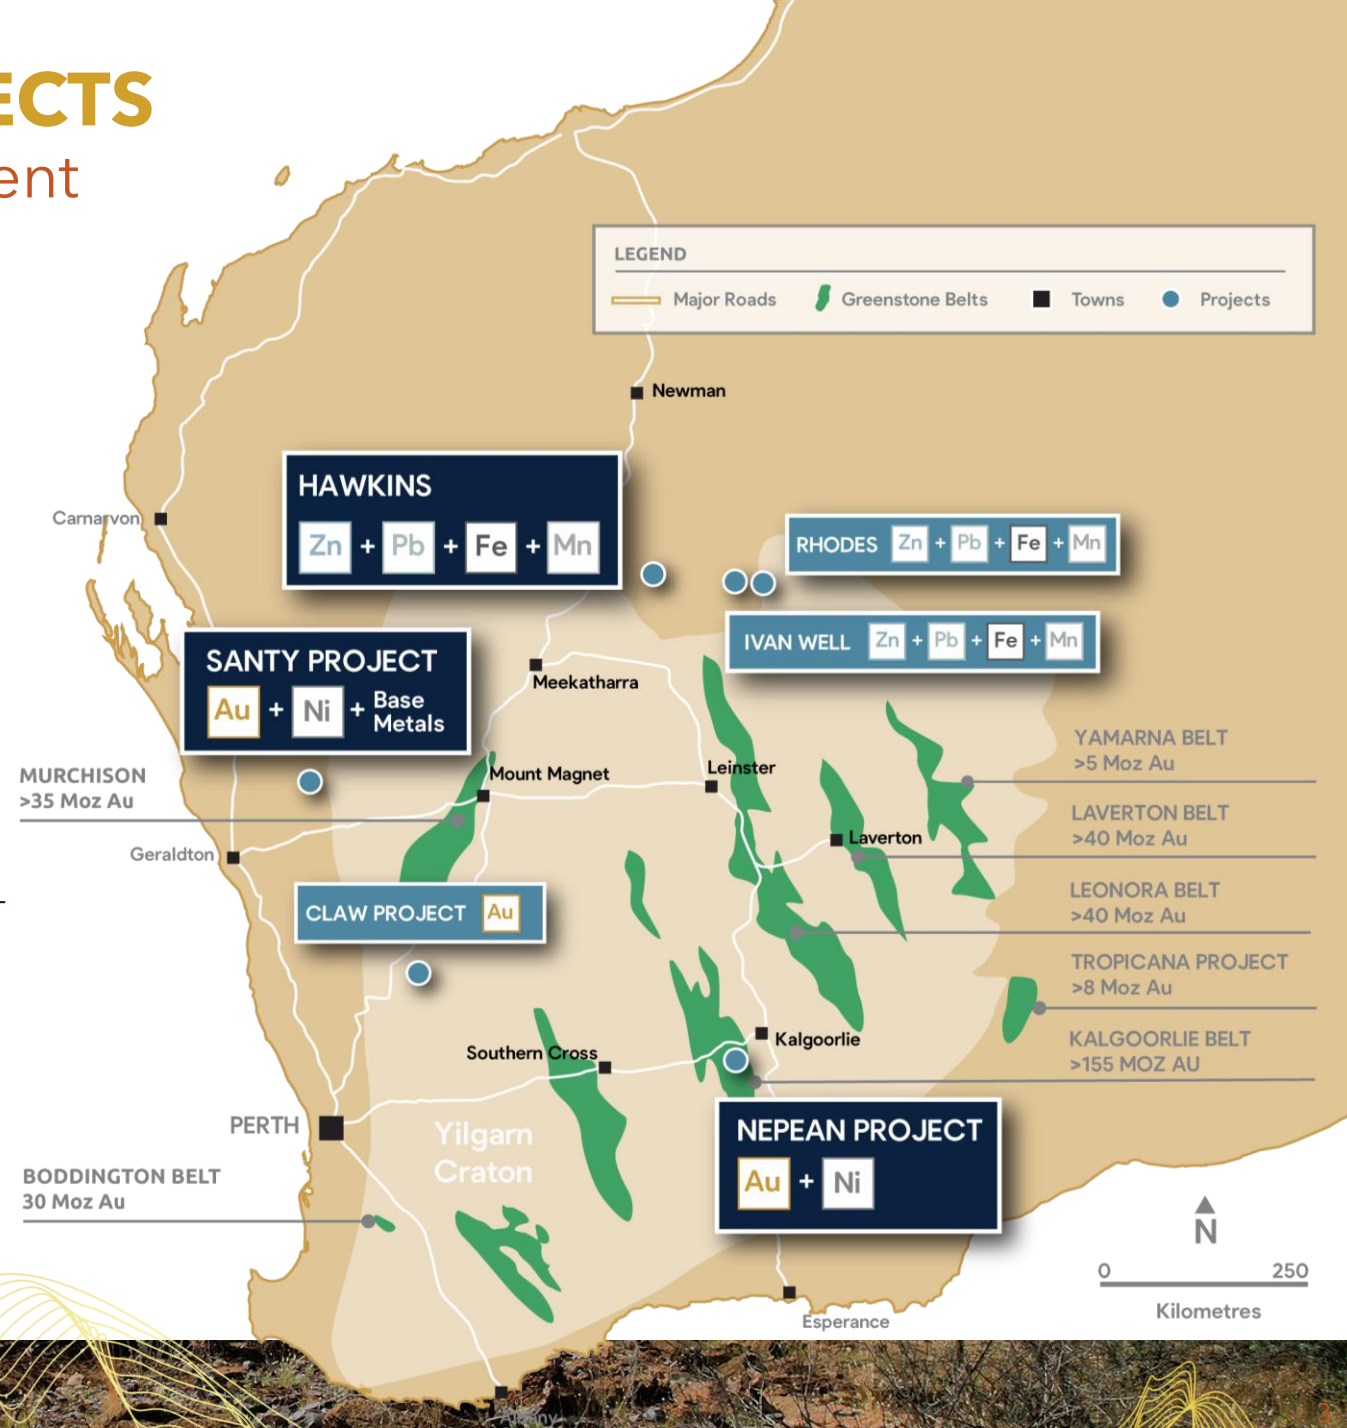 ECTS
ent
LEGEND
Major Roads
Greenstone Belts
Towns
Projects
Newman
HAWKINS
Zn + Pb + Fe + Mn
Carnarvon
RHODES Zn + Pb + Fe + Mn
IVAN WELL Zn + Pb + Fe + Mn
SANTY PROJECT
Au + Ni + Base
Metals
Meekatharra
MURCHISON
>35 Moz Au
Mount Magnet
Leinster
YAMARNA BELT
>5 Moz Au
LAVERTON BELT
>40 Moz Au
Geraldton
Laverton
LEONORA BELT
>40 Moz Au
CLAW PROJECT Au
TROPICANA PROJECT
>8 Moz Au
Kalgoorlie
KALGOORLIE BELT
>155 MOZ AU
Southern Cross
PERTH
Yilgarn
Craton
NEPEAN PROJECT
Au + Ni
BODDINGTON BELT
30 Moz Au
N
0 250
Kilometres
Esperance
Albany
3